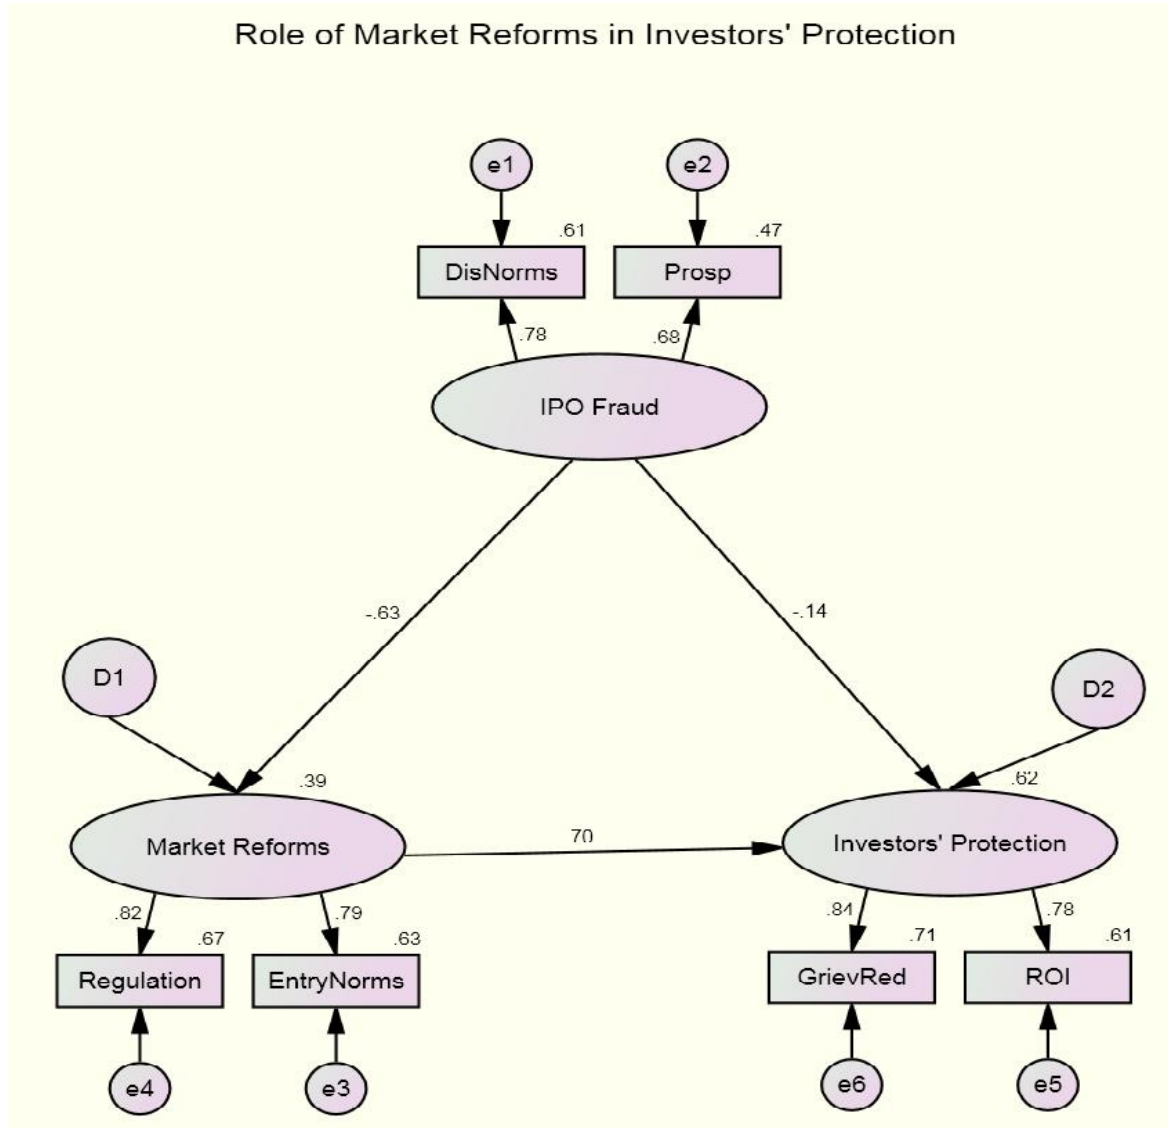 Role of Market Reforms in Investors' Protection
e1
e2
.61
.47
DisNorms
Prosp
.78
.68
IPO Fraud
-.63
-.14
D1
D2
.39
.62
Market Reforms
70
Investors' Protection
.82
.79
.84
.78
.67
.63
.71
.61
Regulation
EntryNorms
GrievRed
ROI
e4
e3
e6
e5